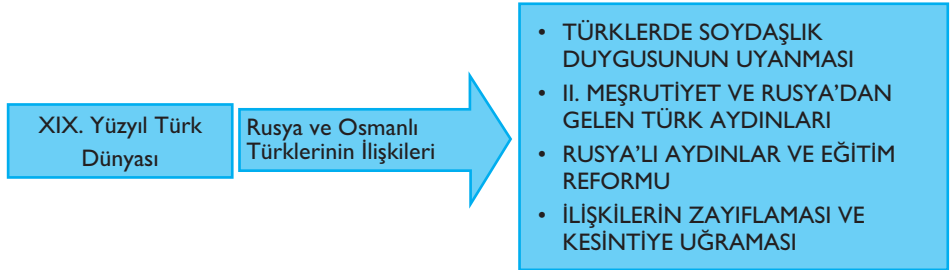 XIX. Yüzyıl Türk
Dünyası
Rusya ve Osmanlı
Türklerinin İlişkileri
• TÜRKLERDE SOYDAŞLIK
DUYGUSUNUN UYANMASI
• II. MEŞRUTİYET VE RUSYA’DAN
GELEN TÜRK AYDINLARI
• RUSYA’LI AYDINLAR VE EĞİTİM
REFORMU
• İLİŞKİLERİN ZAYIFLAMASI VE
KESİNTİYE UĞRAMASI